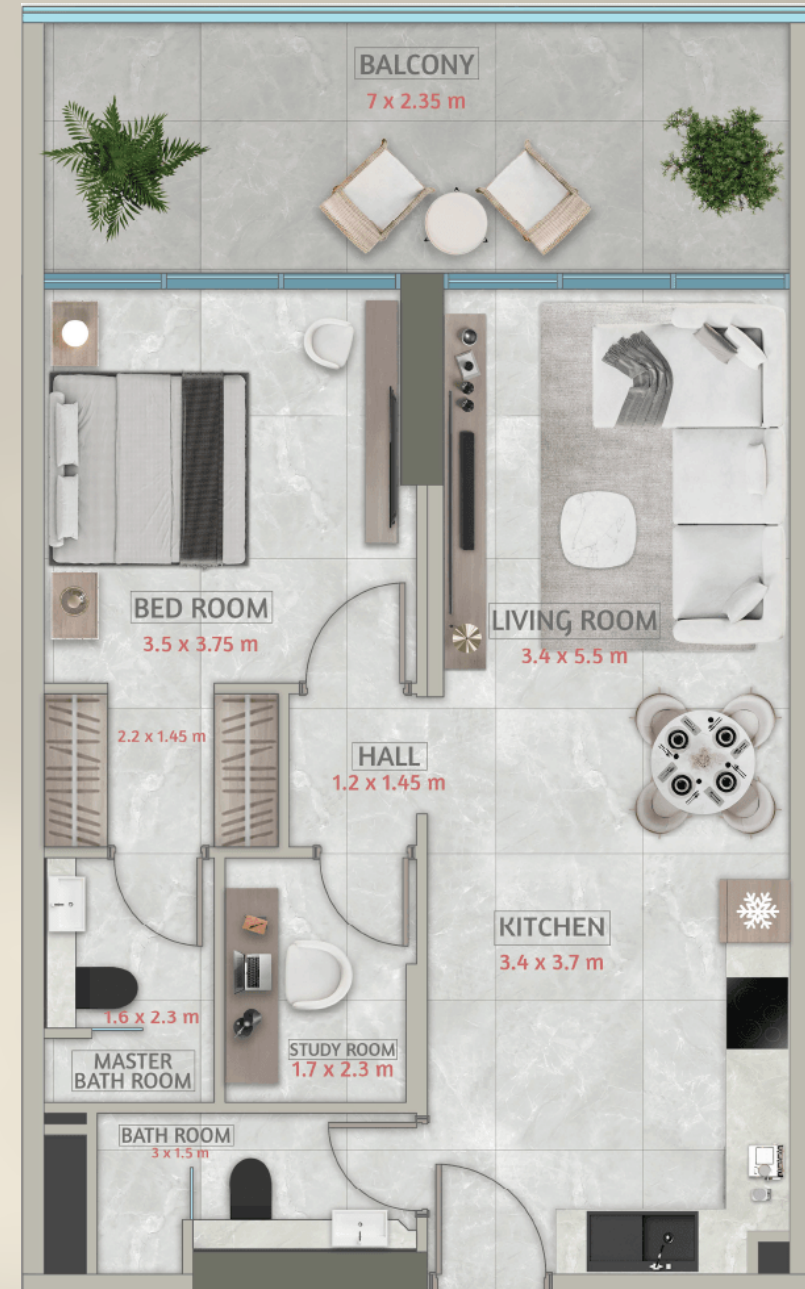 BALCONY
7 x 2.35 m
BED ROOM
3.5 x 3.75 m
LIVING ROOM
3.4 x 5.5 m
2.2 x 1.45 m
HALL
1.2 x 1.45 m
KITCHEN
3.4 x 3.7 m
1.6 x 2.3 m
MASTER
BATH ROOM
STUDY ROOM
1.7 x 2.3 m
BATH ROOM
3 x 1.5 m